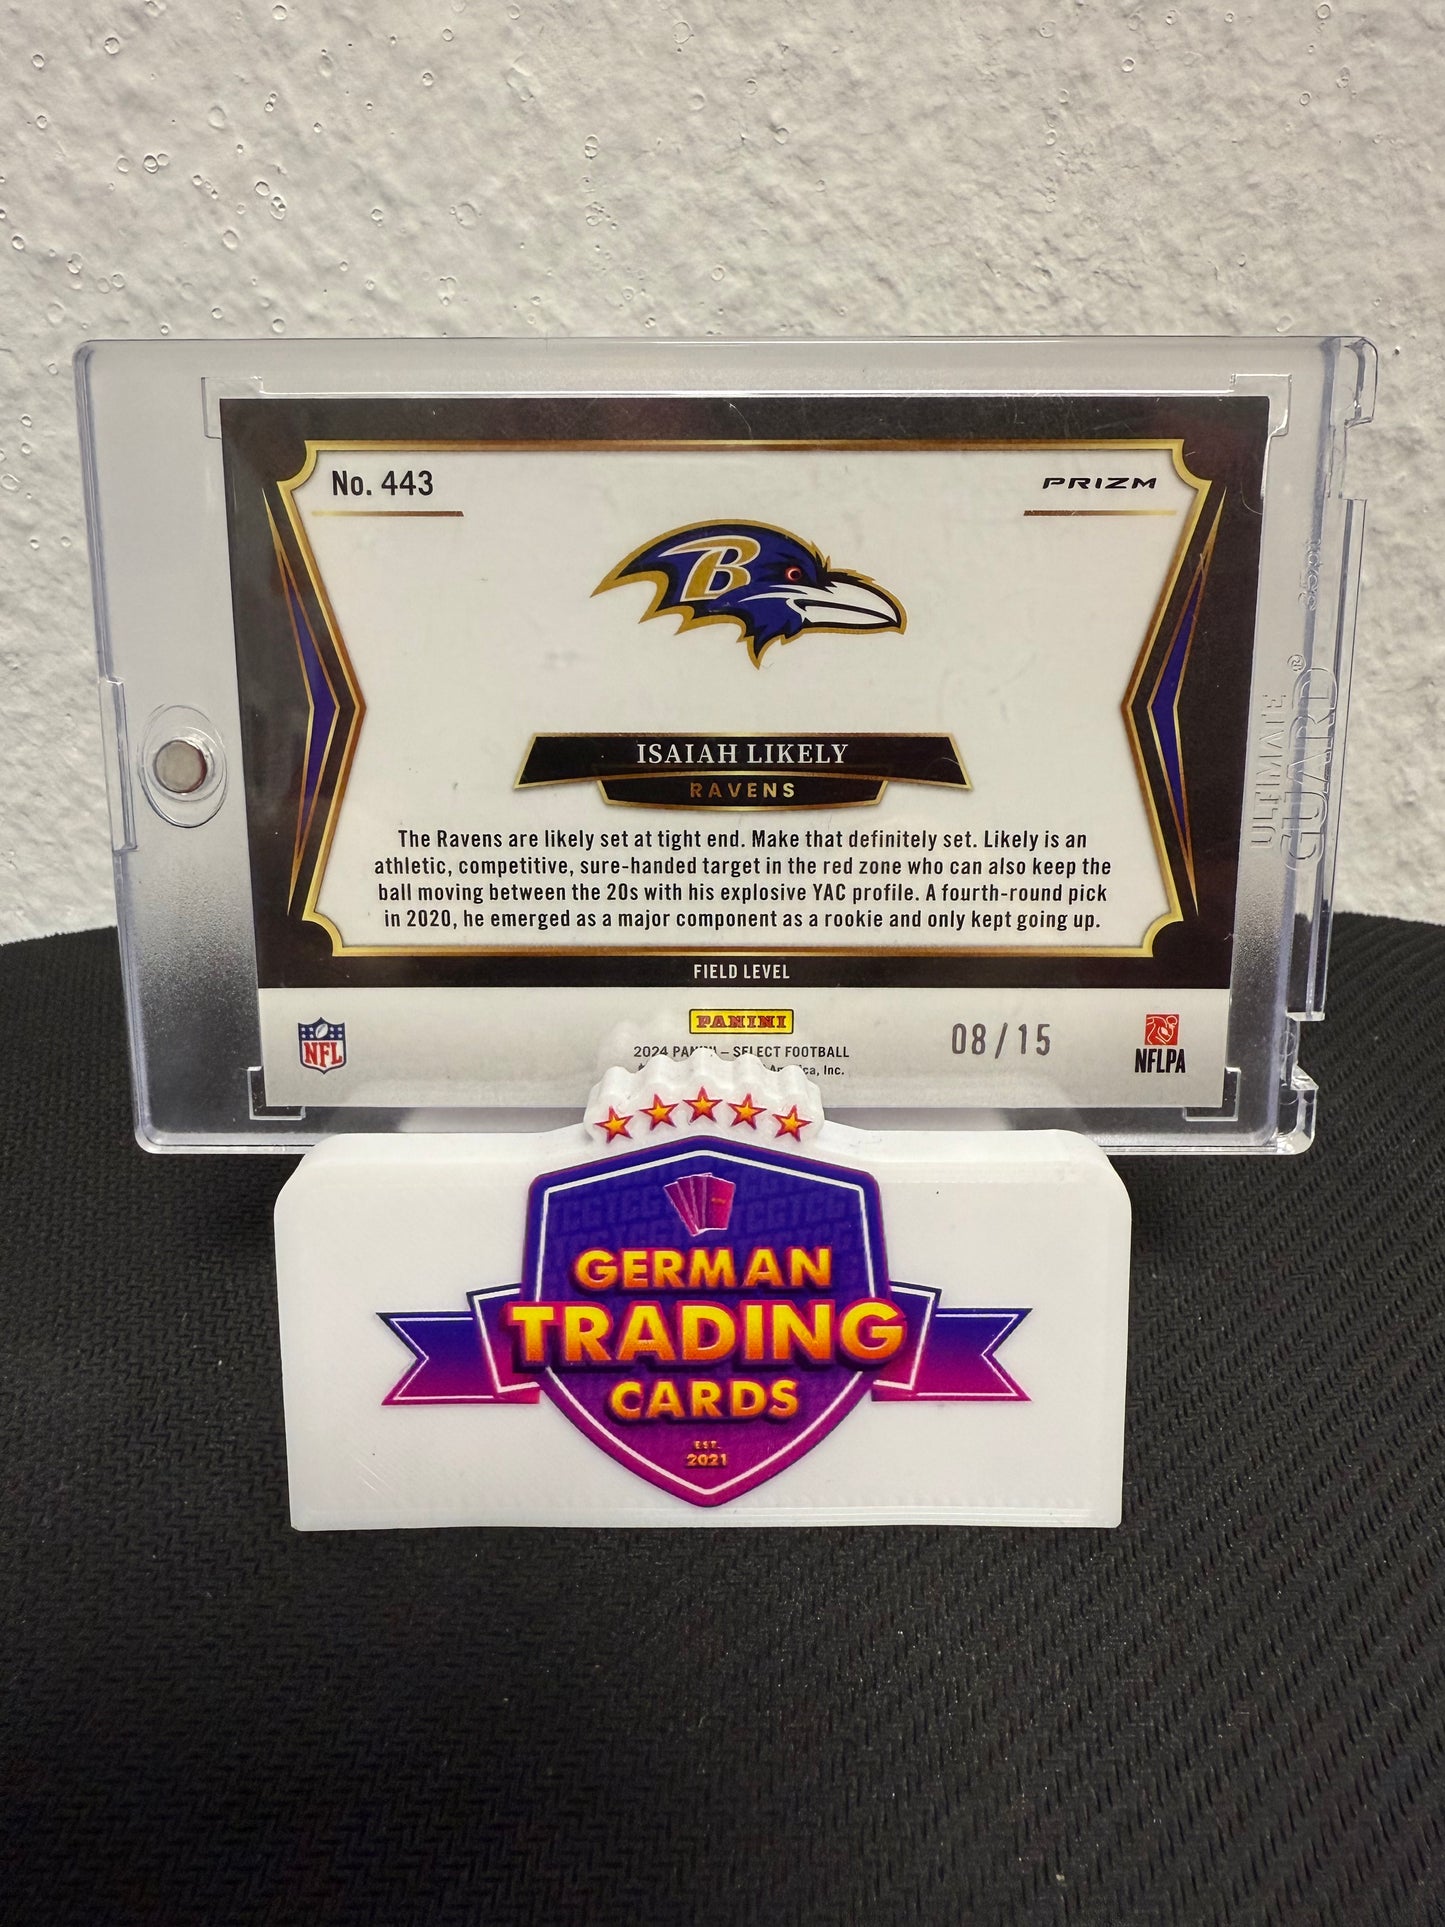 No. 443
PRIZM
B
ISAIAH LIKELY
RAVENS
The Ravens are likely set at tight end. Make that definitely set. Likely is an
athletic, competitive, sure-handed target in the red zone who can also keep the
ball moving between the 20s with his explosive YAC profile. A fourth-round pick
in 2020, he emerged as a major component as a rookie and only kept going up.
FIELD LEVEL
NFL
PANINI
2024 PANINI – SELECT FOOTBALL
ca, Inc.
08/15
NFLPA
ULTIMATE
GUARD®
GERMAN
TRADING
CARDS
EST.
2021